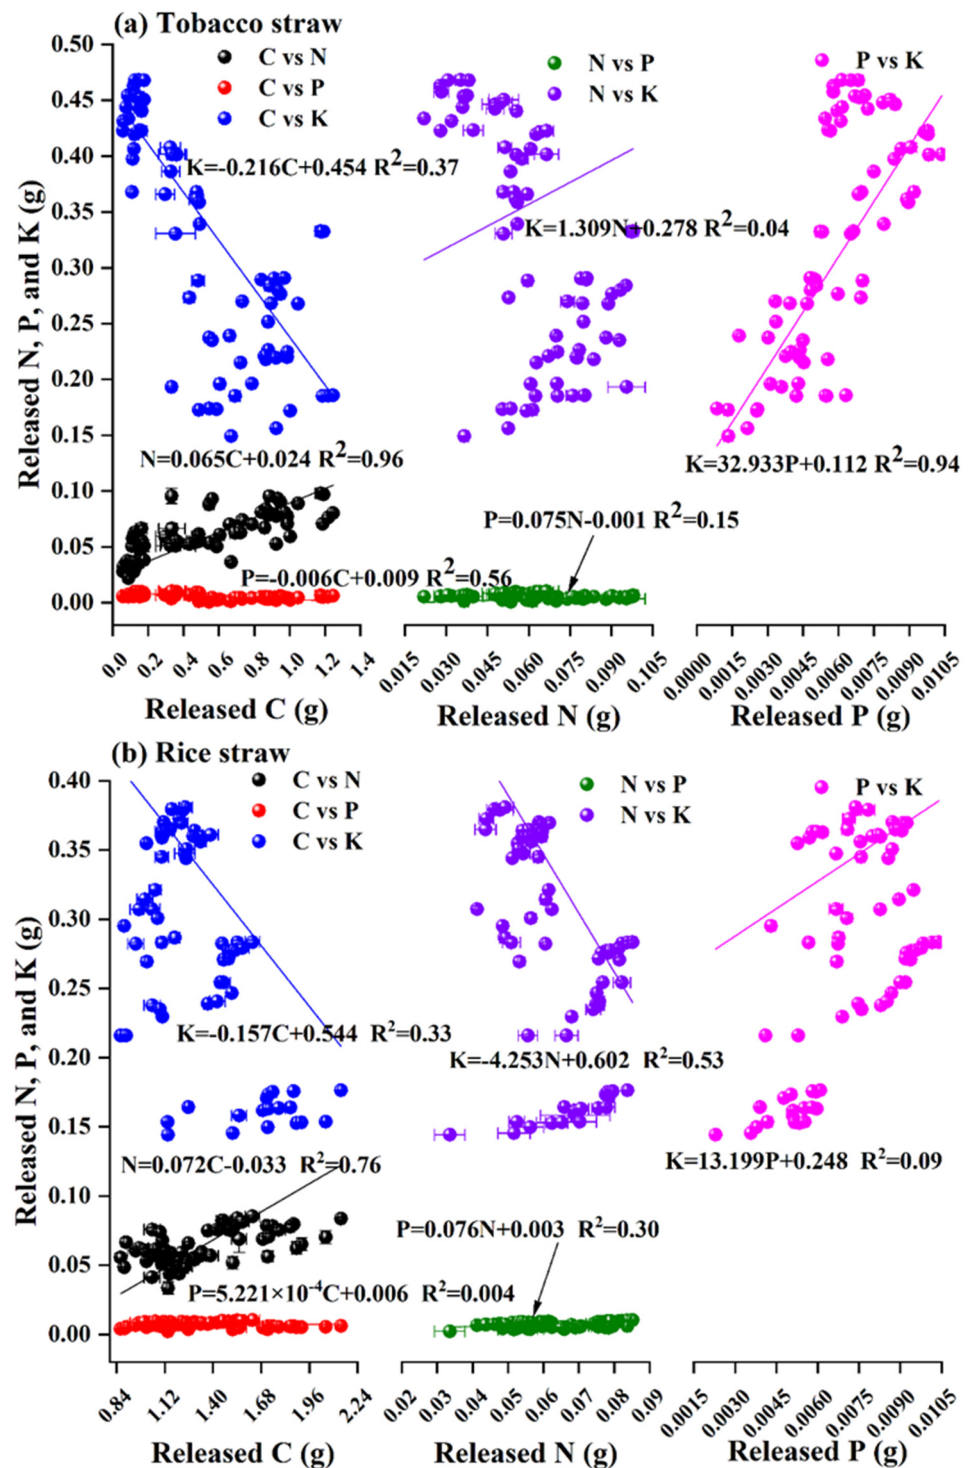 (a) Tobacco straw
C vs N
C vs P
C vs K
N vs P
N vs K
P vs K
Released N, P, and K (g)
0.50
0.45
0.40
0.35
0.30
0.25
0.20
0.15
0.10
0.05
0.00
K=-0.216C+0.454 R²=0.37
K=1.309N+0.278 R²=0.04
N=0.065C+0.024 R²=0.96
K=32.933P+0.112 R²=0.94
P=0.075N-0.001 R²=0.15
P=-0.006C+0.009 R²=0.56
0.0 0.2 0.4 0.6 0.8 1.0 1.2 1.4
0.015 0.030 0.045 0.060 0.075 0.090 0.105
0.0000 0.0015 0.0030 0.0045 0.0060 0.0075 0.0090 0.0105
Released C (g)
Released N (g)
Released P (g)
(b) Rice straw
C vs N
C vs P
C vs K
N vs P
N vs K
P vs K
Released N, P, and K (g)
0.40
0.35
0.30
0.25
0.20
0.15
0.10
0.05
0.00
K=-0.157C+0.544 R²=0.33
K=-4.253N+0.602 R²=0.53
N=0.072C-0.033 R²=0.76
K=13.199P+0.248 R²=0.09
P=0.076N+0.003 R²=0.30
P=5.221×10⁻⁴C+0.006 R²=0.004
0.84 1.12 1.40 1.68 1.96 2.24
0.02 0.03 0.04 0.05 0.06 0.07 0.08 0.09
0.0015 0.0030 0.0045 0.0060 0.0075 0.0090 0.0105
Released C (g)
Released N (g)
Released P (g)